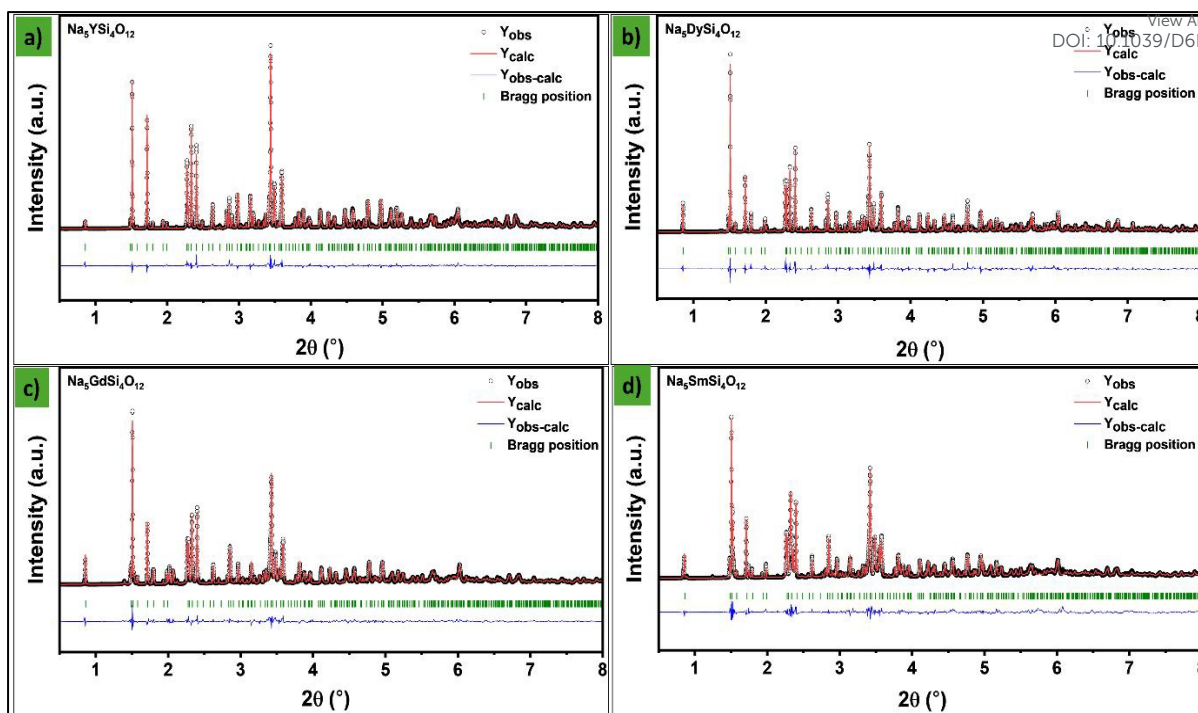 View A
DOI: 10.1039/D6
a)
Na₅YSi₄O₁₂
Yobs
Ycalc
Yobs-calc
Bragg position
Intensity (a.u.)
1 2 3 4 5 6 7 8
2θ (°)
b)
Na₅DySi₄O₁₂
Yobs
Ycalc
Yobs-calc
Bragg position
Intensity (a.u.)
1 2 3 4 5 6 7 8
2θ (°)
c)
Na₅GdSi₄O₁₂
Yobs
Ycalc
Yobs-calc
Bragg position
Intensity (a.u.)
1 2 3 4 5 6 7 8
2θ (°)
d)
Na₅SmSi₄O₁₂
Yobs
Ycalc
Yobs-calc
Bragg position
Intensity (a.u.)
1 2 3 4 5 6 7 8
2θ (°)